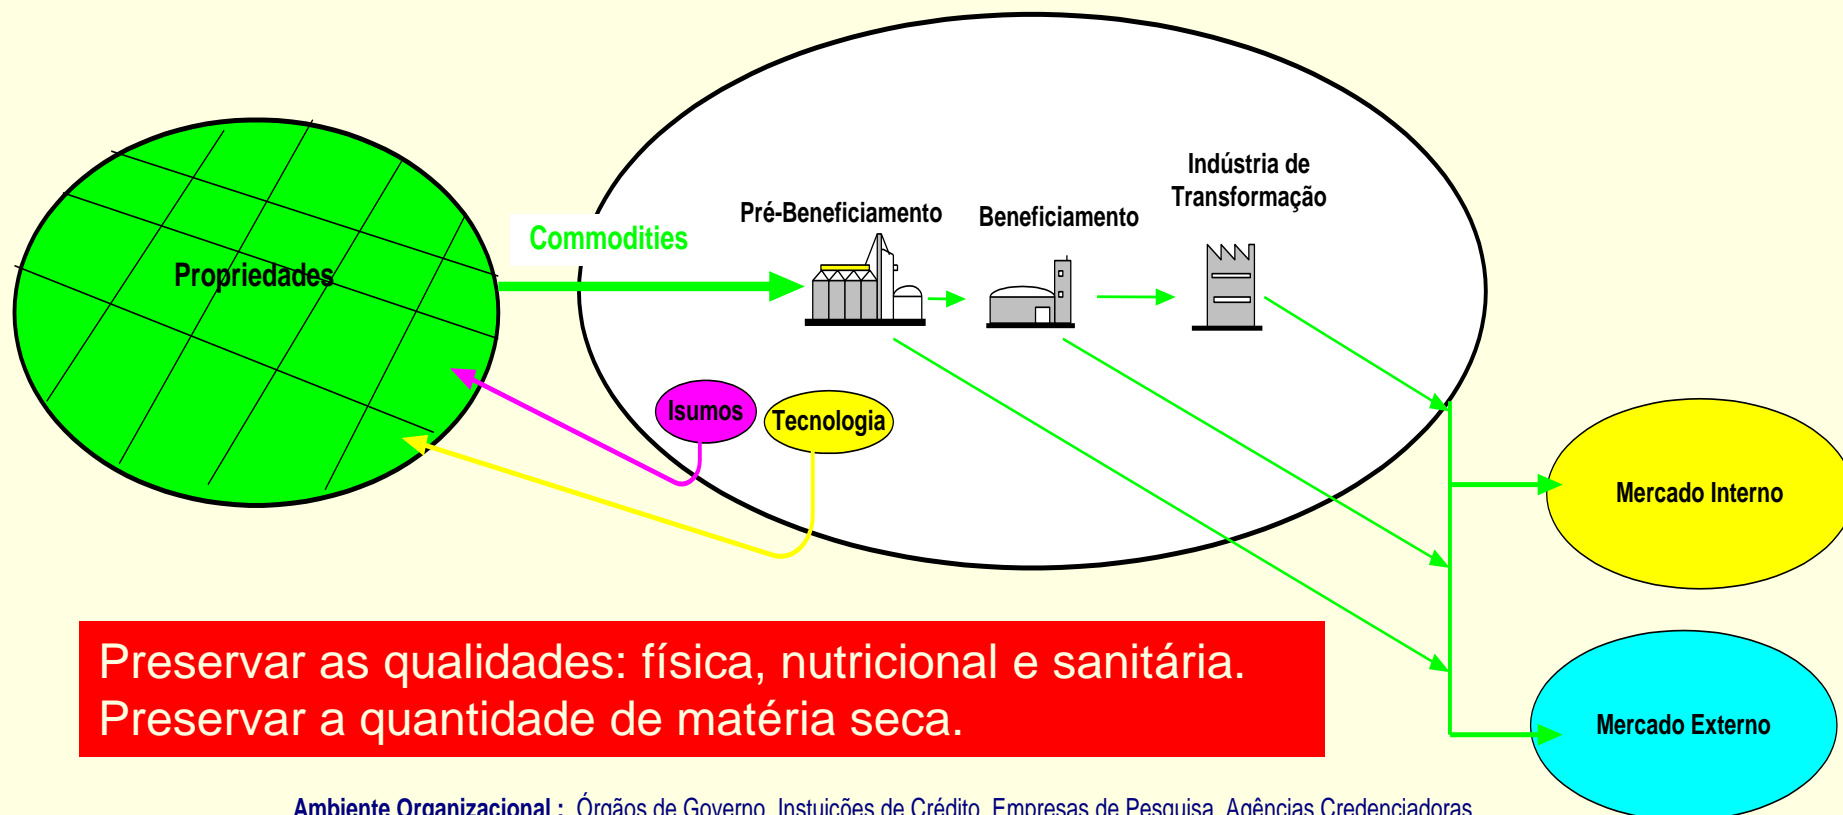 Indústria de
Transformação
Pré-Beneficiamento
Beneficiamento
Commodities
Propriedades
Isumos
Tecnologia
Mercado Interno
Preservar as qualidades: física, nutricional e sanitária.
Preservar a quantidade de matéria seca.
Mercado Externo
Ambiente Organizacional : Órgãos de Governo, Instuições de Crédito, Empresas de Pesquisa, Agências Credenciadoras